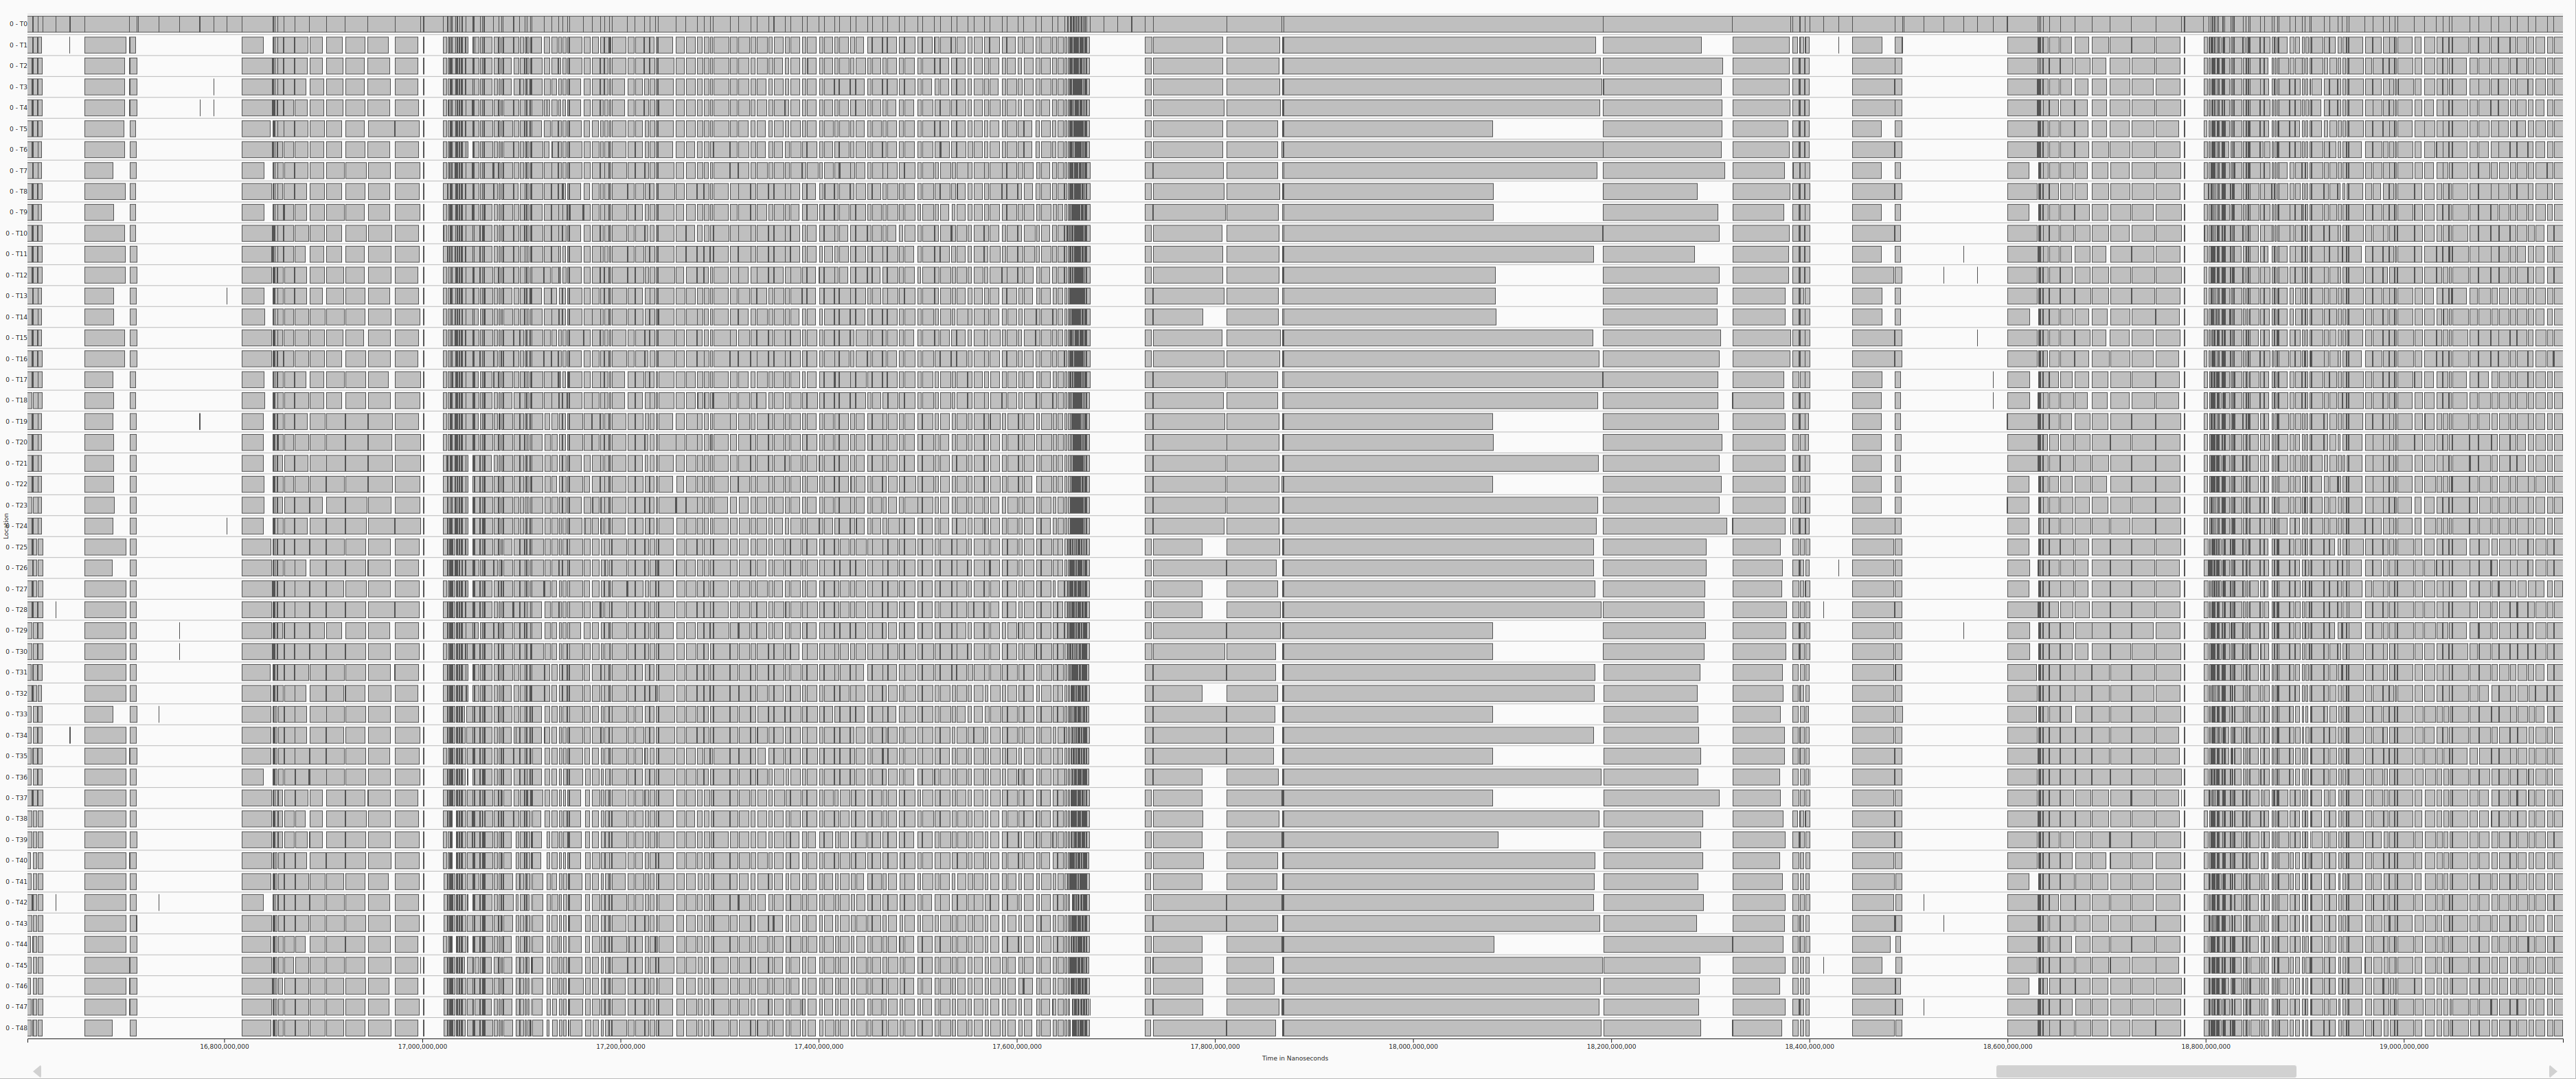 0 - T0
0 - T1
0 - T2
0 - T3
0 - T4
0 - T5
0 - T6
0 - T7
0 - T8
0 - T9
0 - T10
0 - T11
0 - T12
0 - T13
0 - T14
0 - T15
0 - T16
0 - T17
0 - T18
0 - T19
0 - T20
0 - T21
0 - T22
0 - T23
0 - T24
Location
0 - T25
0 - T26
0 - T27
0 - T28
0 - T29
0 - T30
0 - T31
0 - T32
0 - T33
0 - T34
0 - T35
0 - T36
0 - T37
0 - T38
0 - T39
0 - T40
0 - T41
0 - T42
0 - T43
0 - T44
0 - T45
0 - T46
0 - T47
0 - T48
16,800,000,000 17,000,000,000 17,200,000,000 17,400,000,000 17,600,000,000 17,800,000,000 18,000,000,000 18,200,000,000 18,400,000,000 18,600,000,000 18,800,000,000 19,000,000,000
Time in Nanoseconds